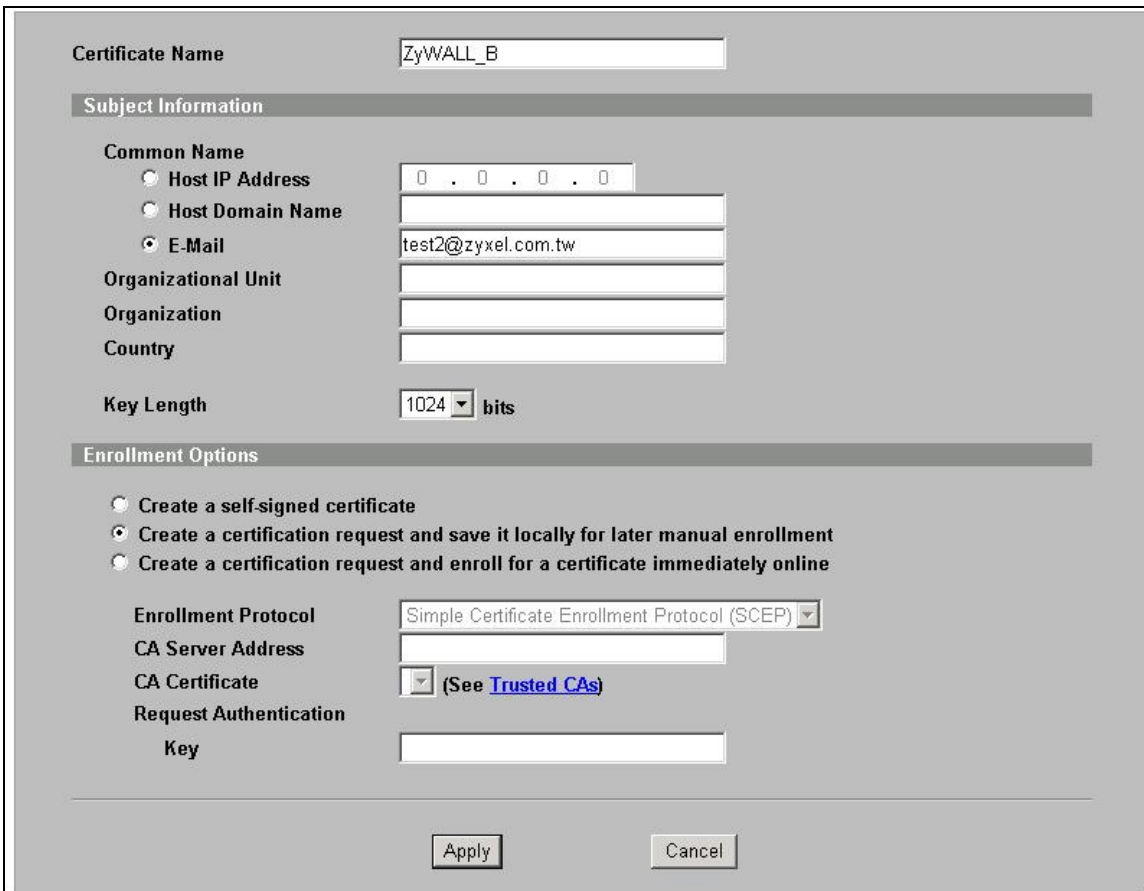 Certificate Name ZyWALL_B
Subject Information
Common Name
Host IP Address 0 . 0 . 0 . 0
Host Domain Name
E-Mail test2@zyxel.com.tw
Organizational Unit
Organization
Country
Key Length 1024 bits
Enrollment Options
Create a self-signed certificate
Create a certification request and save it locally for later manual enrollment
Create a certification request and enroll for a certificate immediately online
Enrollment Protocol Simple Certificate Enrollment Protocol (SCEP)
CA Server Address
CA Certificate (See Trusted CAs)
Request Authentication
Key
Apply Cancel